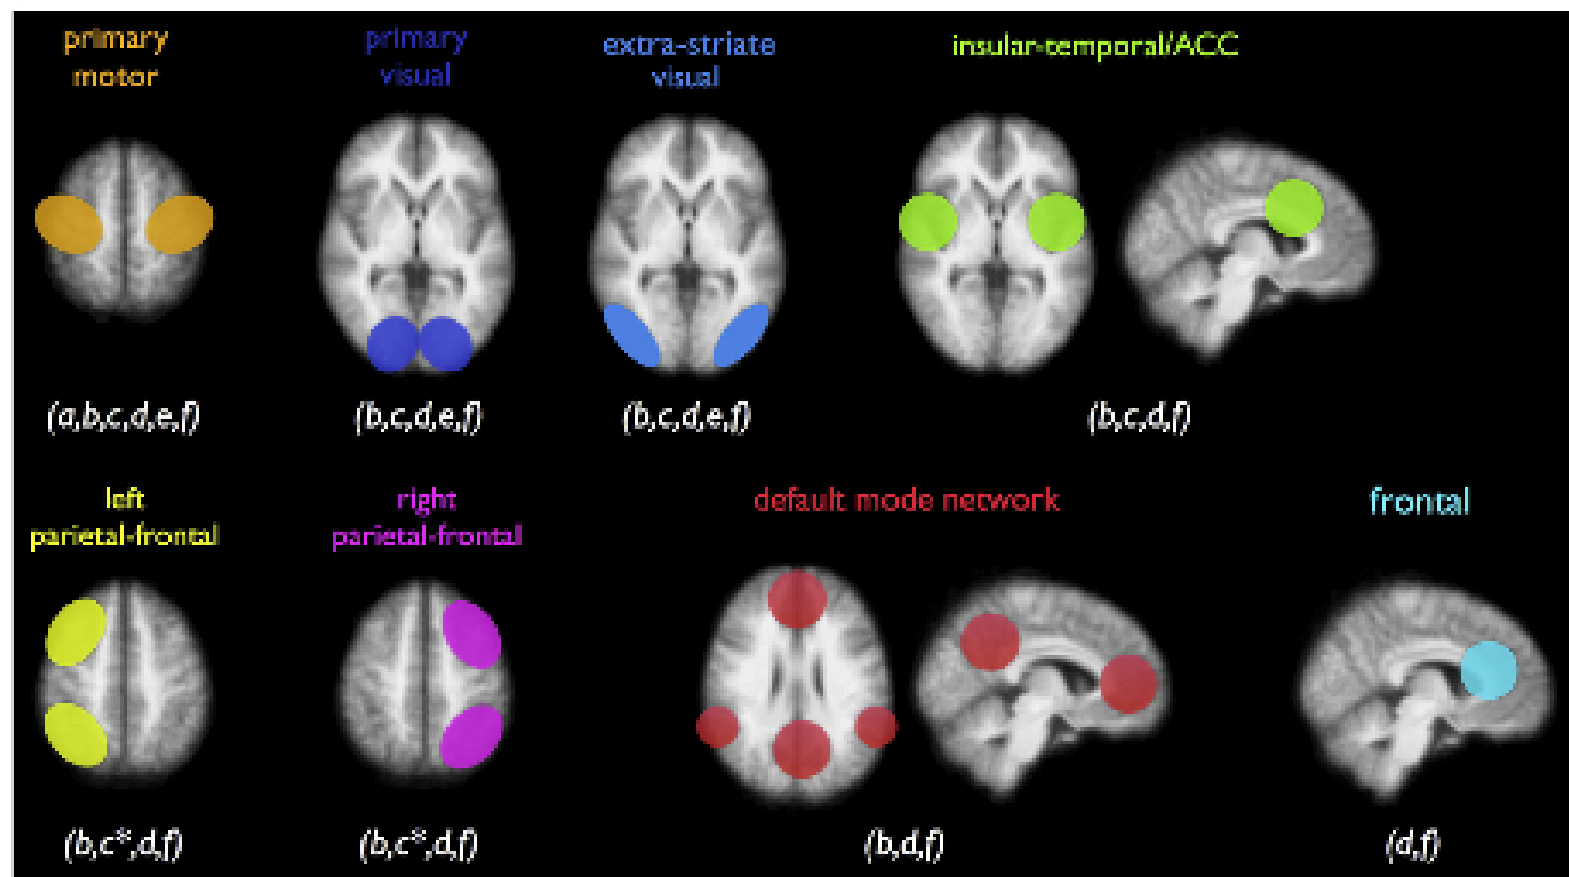 primary
motor
primary
visual
extra-striate
visual
insular-temporal/ACC
(a,b,c,d,e,f)
(b,c,d,e,f)
(b,c,d,e,f)
(b,c,d,f)
left
parietal-frontal
right
parietal-frontal
default mode network
frontal
(b,c*,d,f)
(b,c*,d,f)
(b,d,f)
(d,f)